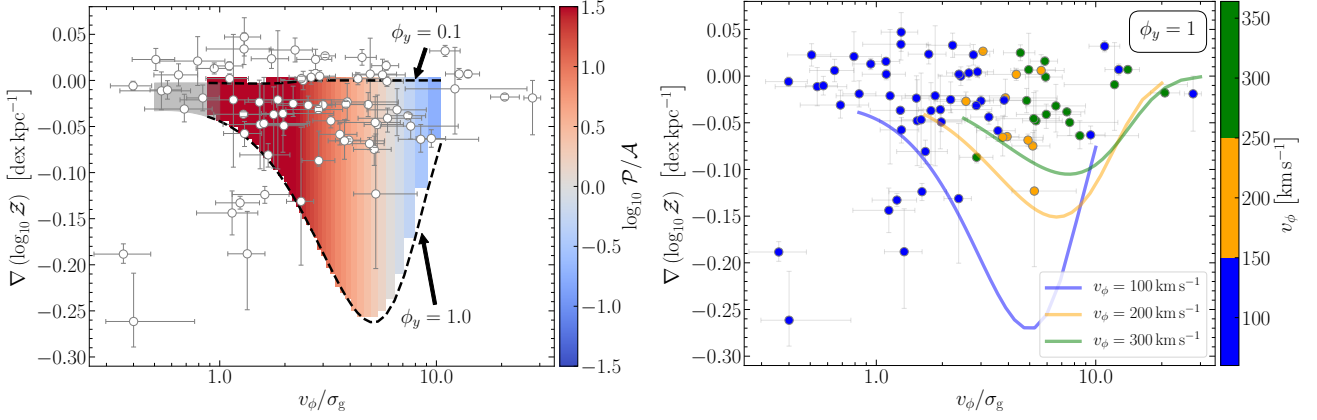 0.05
0.00
−0.05
−0.10
−0.15
−0.20
−0.25
−0.30
∇ (log₁₀ 𝒵) [dex kpc⁻¹]
1.0
10.0
v_ϕ/σ_g
ϕ_y = 0.1
ϕ_y = 1.0
1.5
1.0
0.5
0.0
−0.5
−1.0
−1.5
log₁₀ 𝒫/𝒜
0.05
0.00
−0.05
−0.10
−0.15
−0.20
−0.25
−0.30
∇ (log₁₀ 𝒵) [dex kpc⁻¹]
1.0
10.0
v_ϕ/σ_g
ϕ_y = 1
v_ϕ = 100 km s⁻¹
v_ϕ = 200 km s⁻¹
v_ϕ = 300 km s⁻¹
350
300
250
200
150
100
v_ϕ [km s⁻¹]